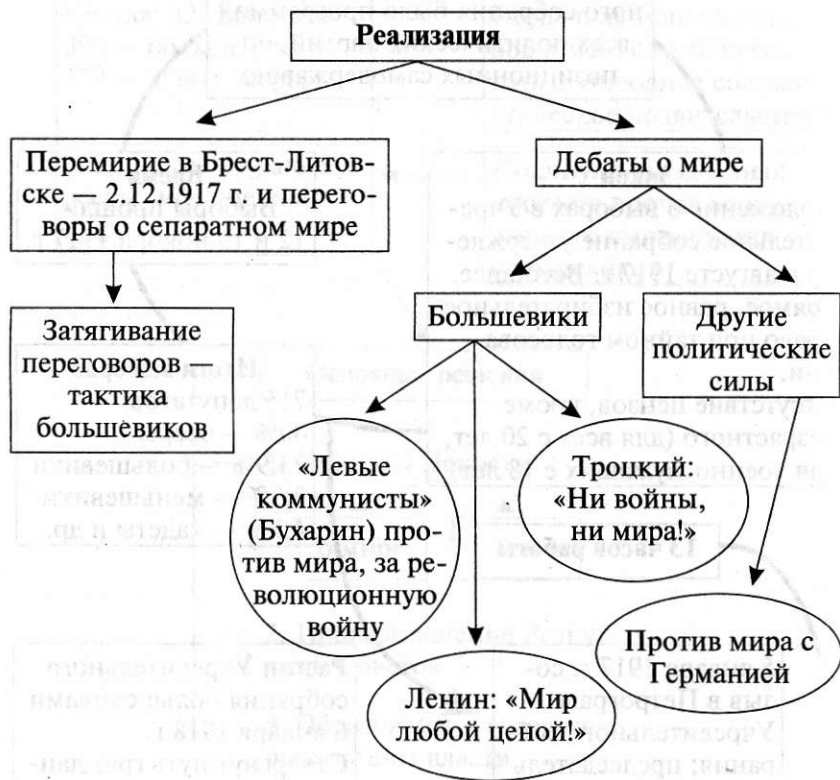 Реализация
Перемирие в Брест-Литов-
ске — 2.12.1917 г. и перего-
воры о сепаратном мире
Дебаты о мире
Затягивание
переговоров —
тактика
большевиков
Большевики
Другие
политические
силы
«Левые
коммунисты»
(Бухарин) про-
тив мира, за ре-
волюционную
войну
Троцкий:
«Ни войны,
ни мира!»
Ленин: «Мир
любой ценой!»
Против мира с
Германией